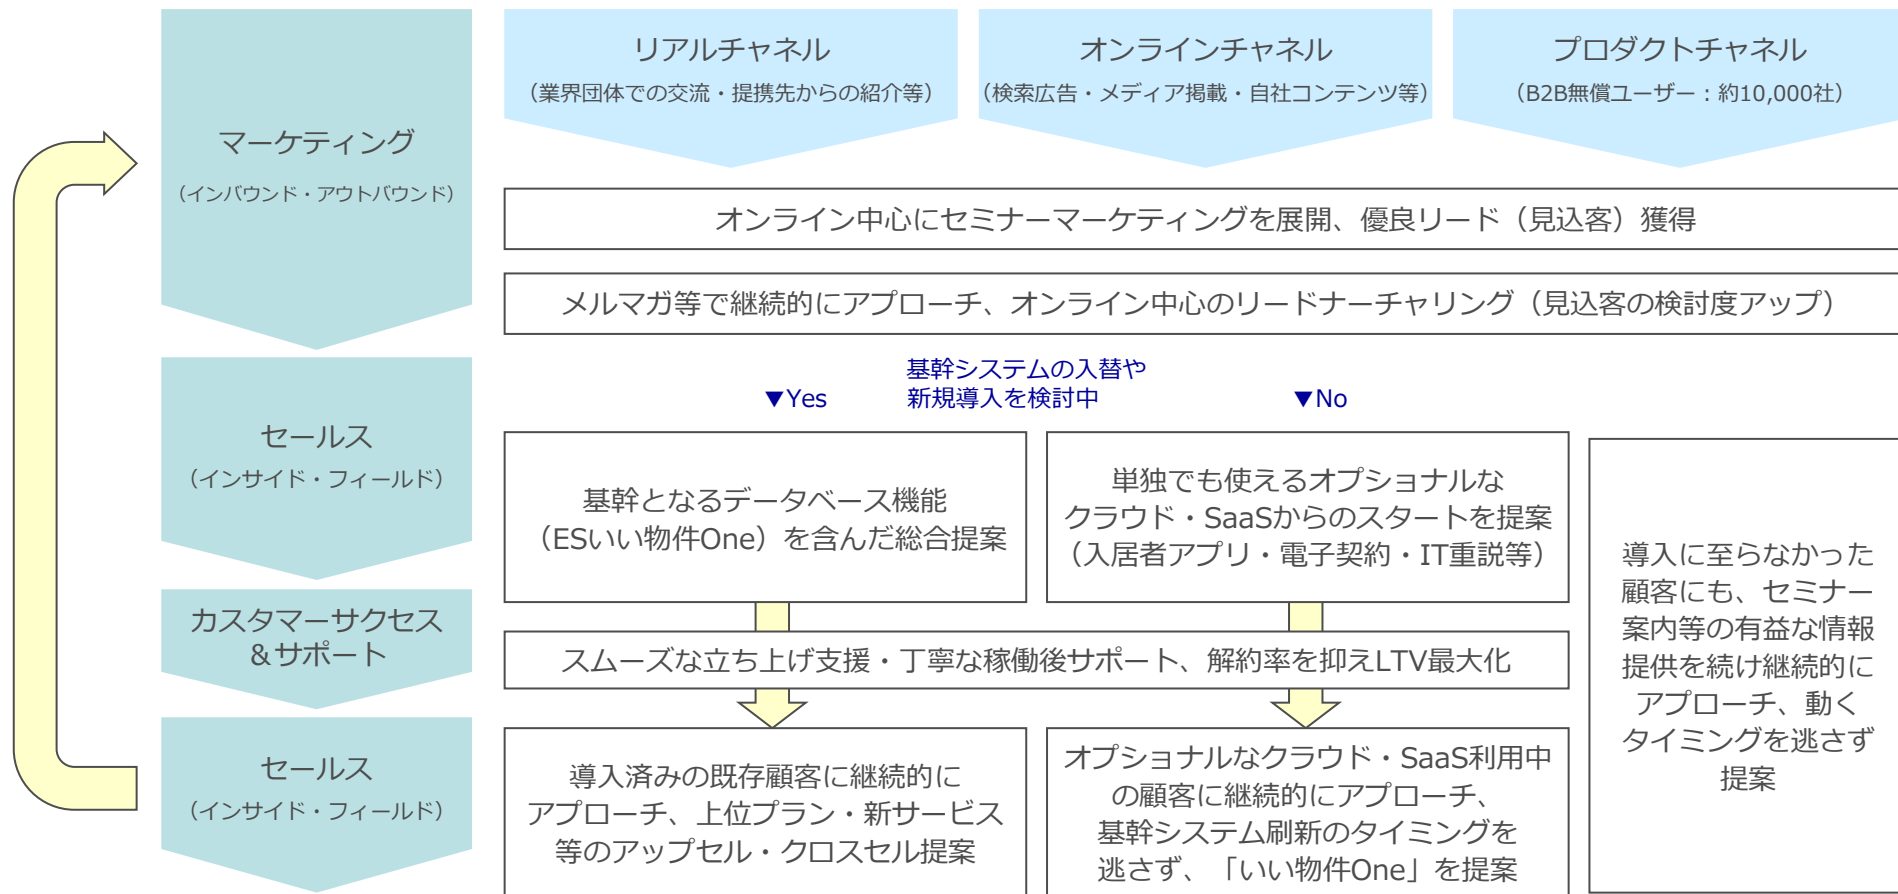 マーケティング
（インバウンド・アウトバウンド）
リアルチャネル
（業界団体での交流・提携先からの紹介等）
オンラインチャネル
（検索広告・メディア掲載・自社コンテンツ等）
プロダクトチャネル
（B2B無償ユーザー：約10,000社）
オンライン中心にセミナーマーケティングを展開、優良リード（見込客）獲得
メルマガ等で継続的にアプローチ、オンライン中心のリードナーチャリング（見込客の検討度アップ）
基幹システムの入替や
新規導入を検討中
▼Yes
▼No
セールス
（インサイド・フィールド）
基幹となるデータベース機能
（ESいい物件One）を含んだ総合提案
単独でも使えるオプショナルな
クラウド・SaaSからのスタートを提案
（入居者アプリ・電子契約・IT重説等）
カスタマーサクセス
＆サポート
スムーズな立ち上げ支援・丁寧な稼働後サポート、解約率を抑えLTV最大化
セールス
（インサイド・フィールド）
導入済みの既存顧客に継続的に
アプローチ、上位プラン・新サービス
等のアップセル・クロスセル提案
オプショナルなクラウド・SaaS利用中
の顧客に継続的にアプローチ、
基幹システム刷新のタイミングを
逃さず、「いい物件One」を提案
導入に至らなかった
顧客にも、セミナー
案内等の有益な情報
提供を続け継続的に
アプローチ、動く
タイミングを逃さず
提案